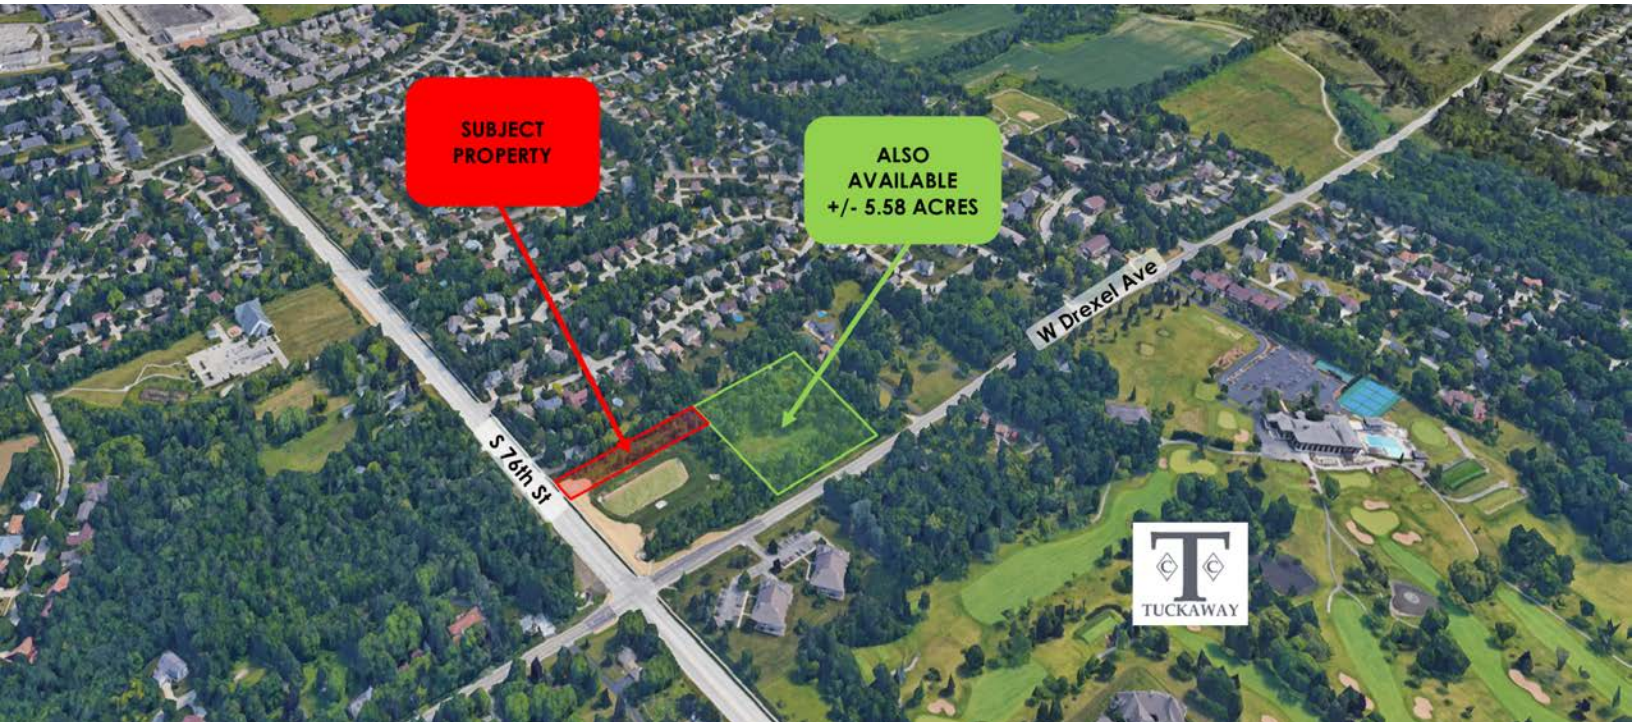 SUBJECT
PROPERTY
ALSO
AVAILABLE
+/- 5.58 ACRES
W Drexel Ave
S 76th St
T
C C
TUCKAWAY